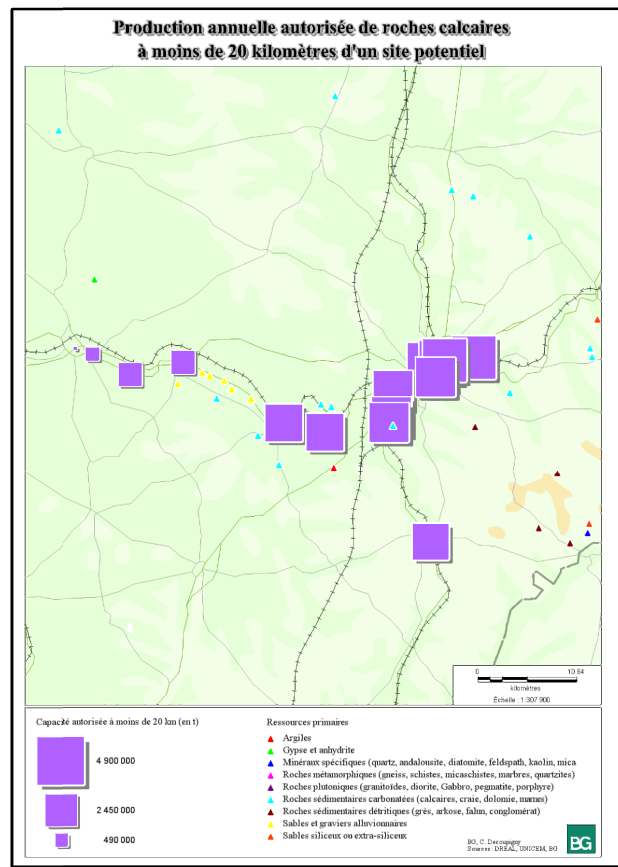 Production annuelle autorisée de roches calcaires
à moins de 20 kilomètres d'un site potentiel
0 10.64
kilomètres
Échelle : 1:307 900
Capacité autorisée à moins de 20 km (en t)
4 900 000
2 450 000
490 000
Ressources primaires
Argiles
Gypse et anhydrite
Minéraux spécifiques (quartz, andalousite, diatomite, feldspath, kaolin, mica
Roches métamorphiques (gneiss, schistes, micaschistes, marbres, quartzites)
Roches plutoniques (granitoïdes, diorite, Gabbro, pegmatite, porphyre)
Roches sédimentaires carbonatées (calcaires, craie, dolomie, marnes)
Roches sédimentaires détritiques (grès, arkose, falun, conglomérat)
Sables et graviers alluvionnaires
Sables siliceux ou extra-siliceux
BG, C. Decoupigny
Sources : DREAL, UNICEM, BG
BG